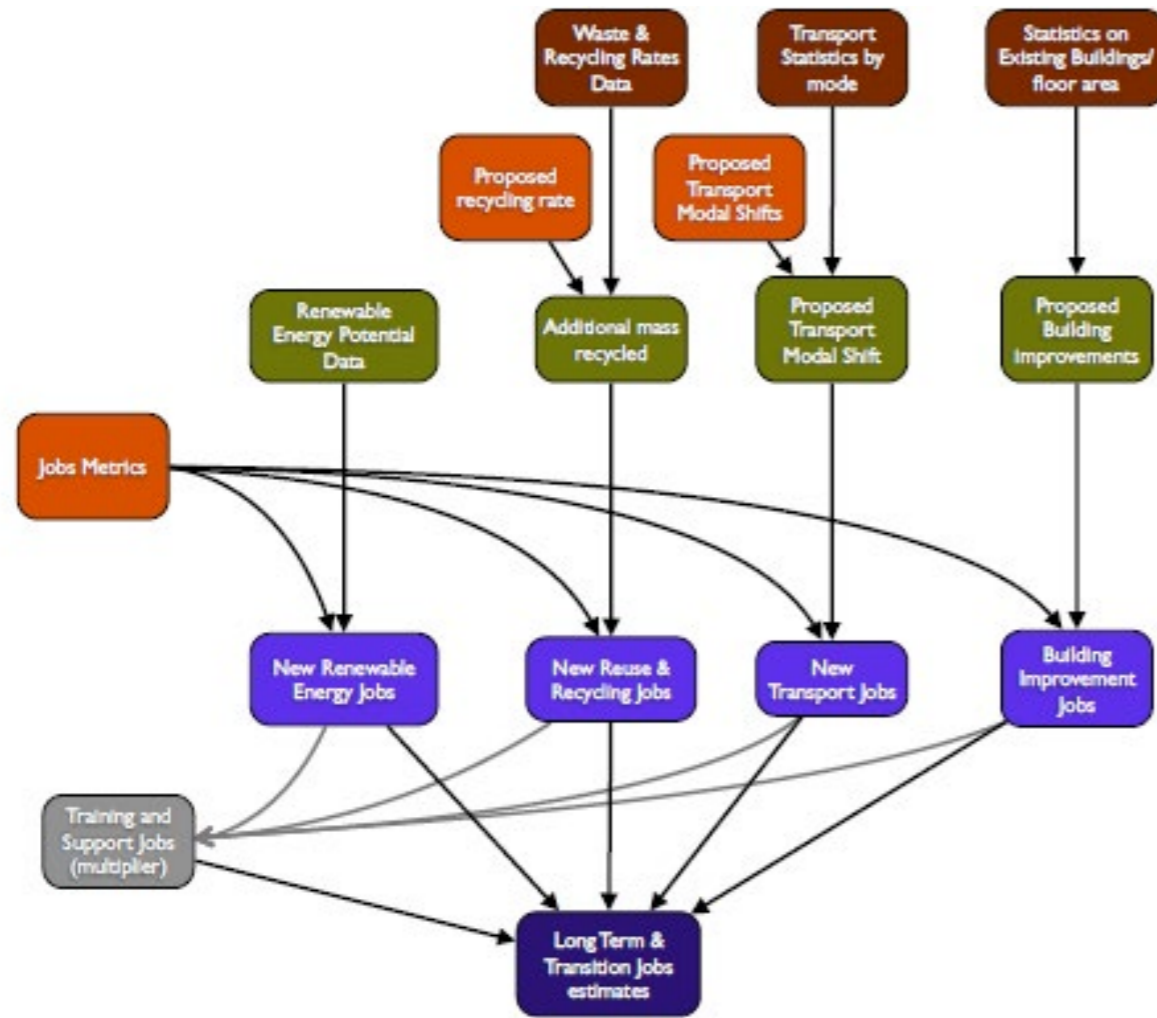 Waste &
Recycling Rates
Data
Transport
Statistics by
mode
Statistics on
Existing Buildings/
floor area
Proposed
recycling rate
Proposed
Transport
Modal Shifts
Renewable
Energy Potential
Data
Additional mass
recycled
Proposed
Transport
Modal Shift
Proposed
Building
improvements
Jobs Metrics
New Renewable
Energy Jobs
New Reuse &
Recycling Jobs
New
Transport Jobs
Building
Improvement
Jobs
Training and
Support Jobs
(multiplier)
Long Term &
Transition Jobs
estimates